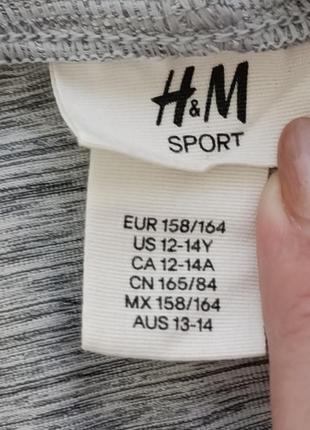 H&M
SPORT
EUR 158/164
US 12-14Y
CA 12-14A
CN 165/84
MX 158/164
AUS 13-14